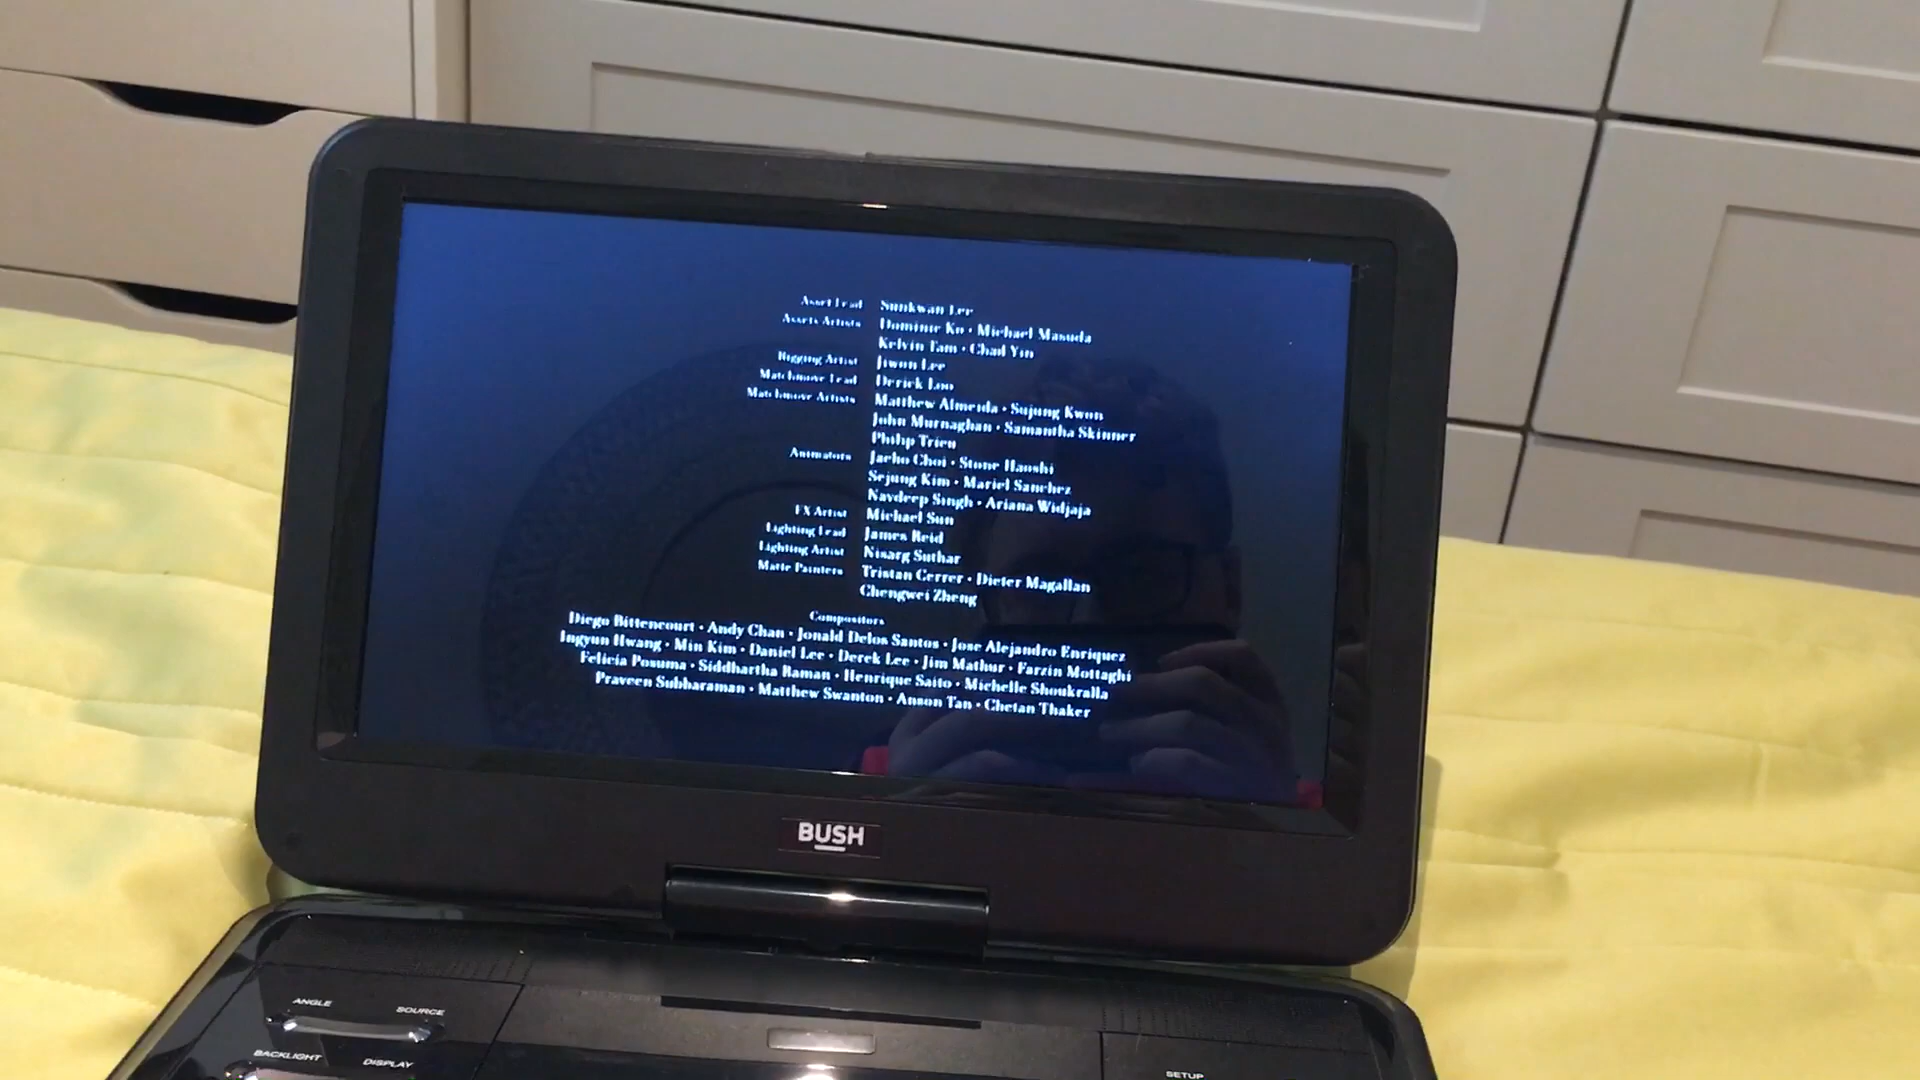 Asset Lead Sunkwan Lee
Assets Artists Dominic Ko • Michael Masuda
Kelvin Tam • Chad Yin
Rigging Artist Jiwon Lee
Matchmove Lead Derick Loo
Matchmove Artists Matthew Almeida • Sujung Kwon
John Murnaghan • Samantha Skinner
Philip Trieu
Animators Jaeho Choi • Stone Haoshi
Sejung Kim • Mariel Sanchez
Navdeep Singh • Ariana Widjaja
FX Artist Michael Sun
Lighting Lead James Reid
Lighting Artist Nisarg Suthar
Matte Painters Tristan Cerrer • Dieter Magallan
Chengwei Zheng
Compositors
Diego Bittencourt • Andy Chan • Jonald Delos Santos • Jose Alejandro Enriquez
Ingyun Hwang • Min Kim • Daniel Lee • Derek Lee • Jim Mathur • Farzin Mottaghi
Felicia Posuma • Siddhartha Raman • Henrique Saito • Michelle Shoukralla
Praveen Subbaraman • Matthew Swanton • Anson Tan • Chetan Thaker
BUSH
ANGLE SOURCE
BACKLIGHT DISPLAY
SETUP